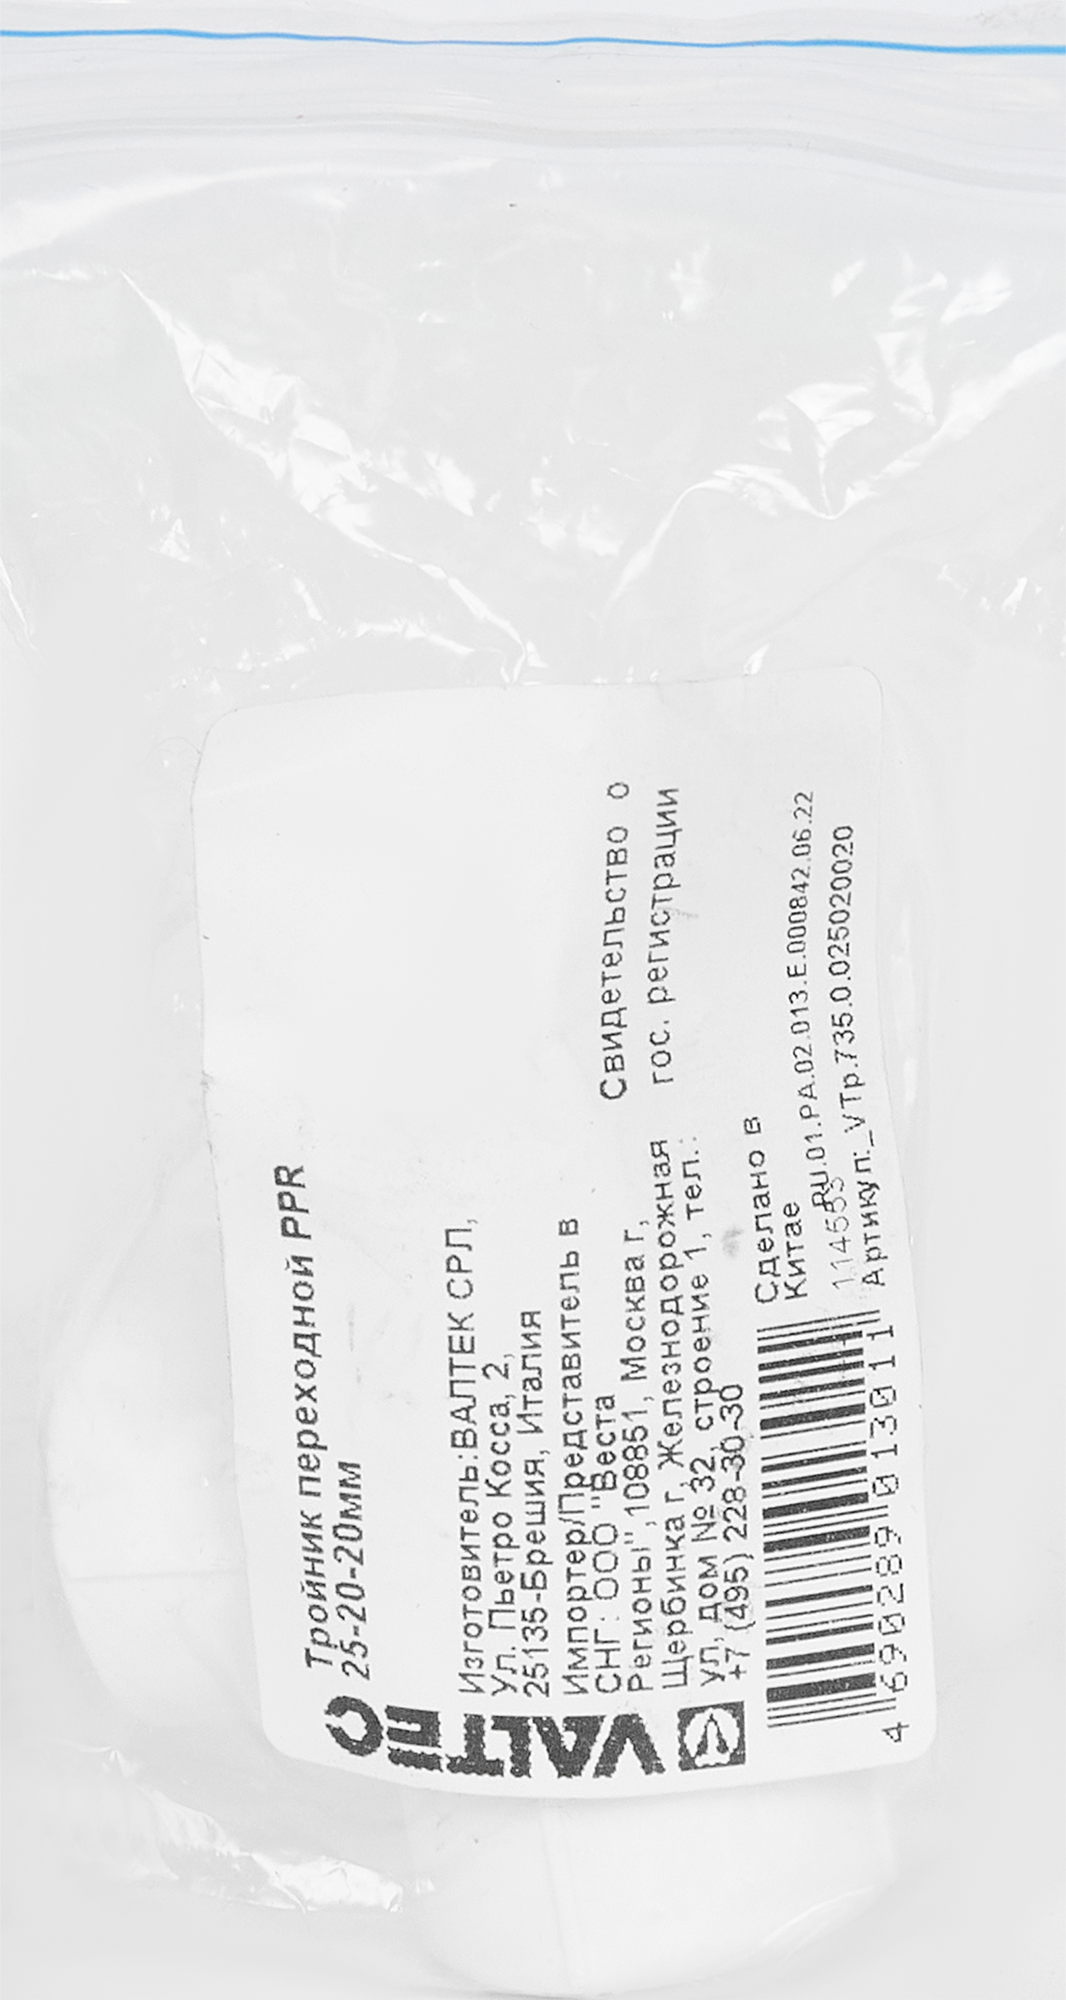 VALTEC
Тройник переходной PPR
25-20-20мм
Изготовитель:ВАЛТЕК СРЛ,
Ул. Пьетро Косса, 2,
25135-Брешия, Италия
Импортер/Представитель в
СНГ: ООО "Веста
Регионы",108851, Москва г,
Щербинка г, Железнодорожная
ул, дом № 32, строение 1, тел.:
+7 (495) 228-30-30
Свидетельство о
гос. регистрации
Сделано в
Китае
RU.01.РА.02.013.Е.000842.06.22
Артикул:_VTp.735.0.025020020
4 690289 013011